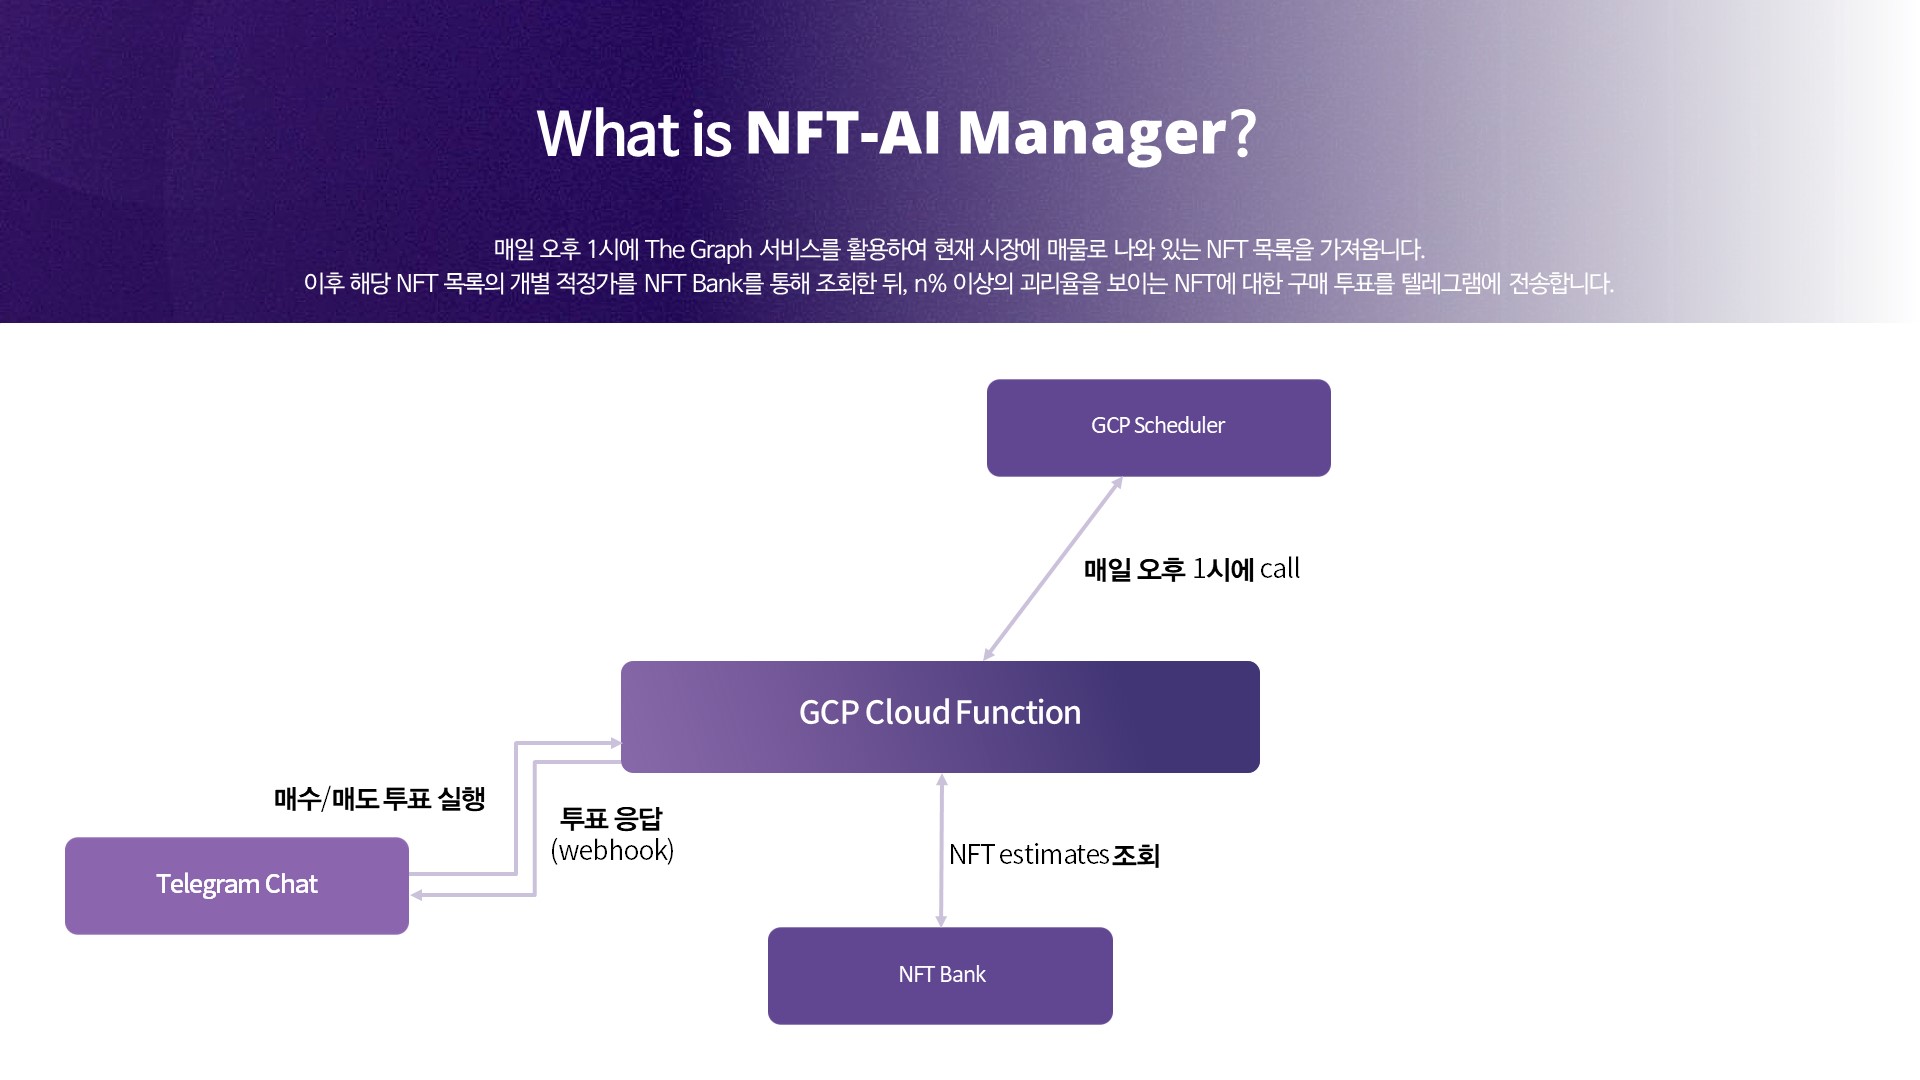 What is NFT-AI Manager?
매일 오후 1시에 The Graph 서비스를 활용하여 현재 시장에 매물로 나와 있는 NFT 목록을 가져옵니다.
이후 해당 NFT 목록의 개별 적정가를 NFT Bank를 통해 조회한 뒤, n% 이상의 괴리율을 보이는 NFT에 대한 구매 투표를 텔레그램에 전송합니다.
GCP Scheduler
매일 오후 1시에 call
GCP Cloud Function
매수/매도 투표 실행
투표 응답
(webhook)
NFT estimates 조회
Telegram Chat
NFT Bank